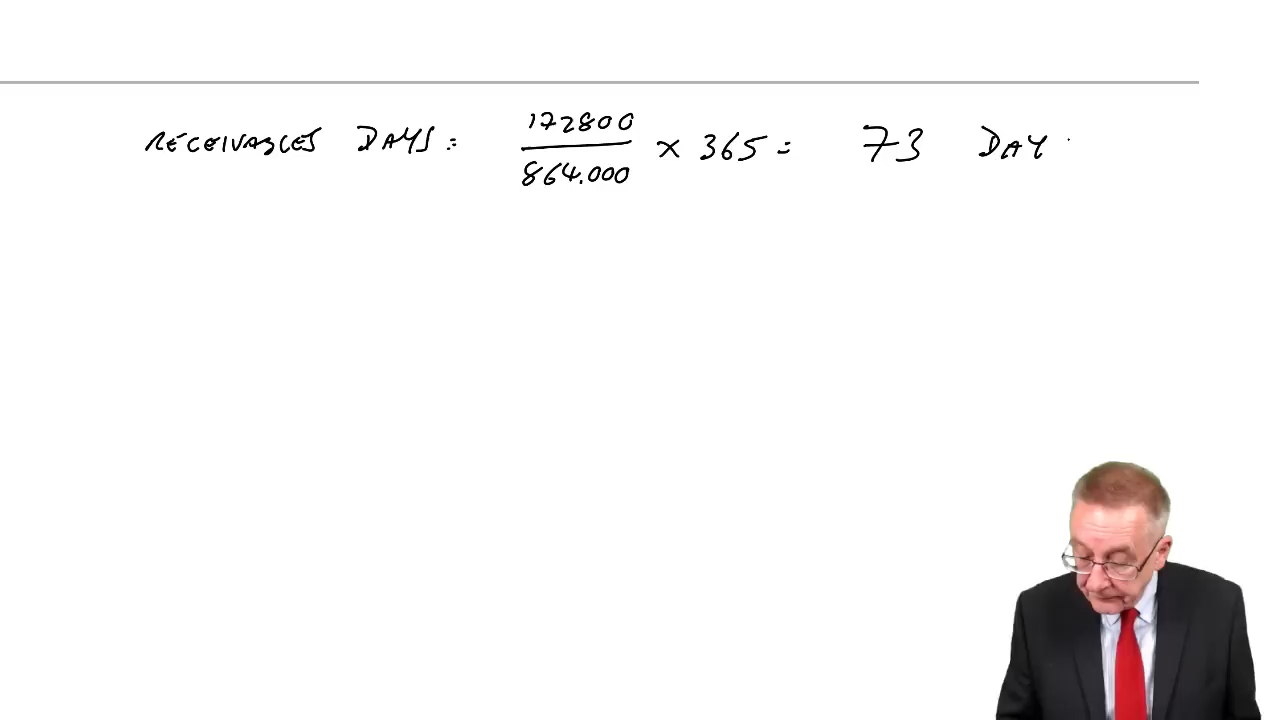 RECEIVABLES DAYS = 172800 / 864.000 × 365 = 73 DAY